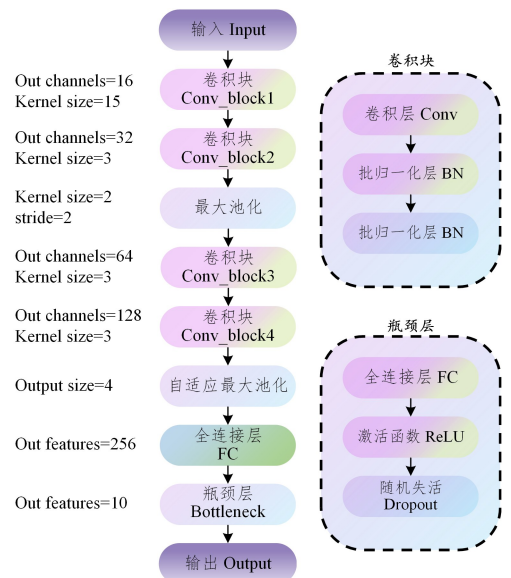 输入 Input
Out channels=16
Kernel size=15
卷积块
Conv_block1
Out channels=32
Kernel size=3
卷积块
Conv_block2
Kernel size=2
stride=2
最大池化
Out channels=64
Kernel size=3
卷积块
Conv_block3
Out channels=128
Kernel size=3
卷积块
Conv_block4
Output size=4
自适应最大池化
Out features=256
全连接层
FC
Out features=10
瓶颈层
Bottleneck
输出 Output
卷积块
卷积层 Conv
批归一化层 BN
批归一化层 BN
瓶颈层
全连接层 FC
激活函数 ReLU
随机失活
Dropout